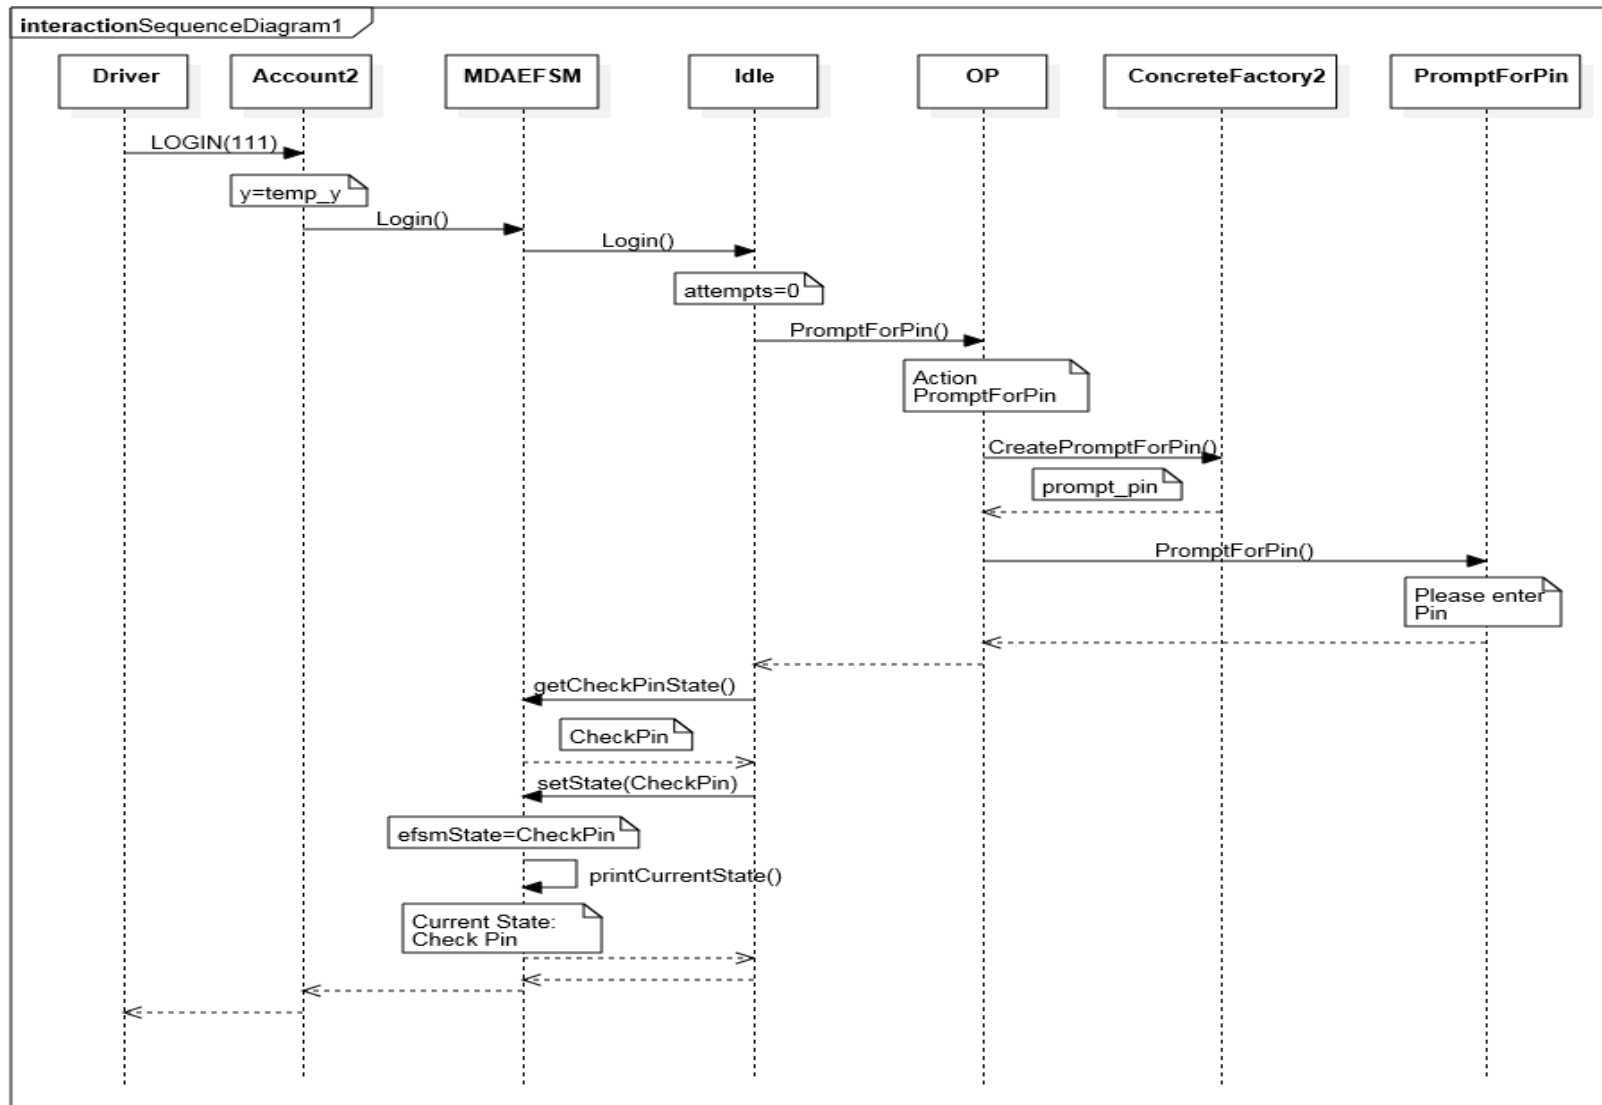 interactionSequenceDiagram1
Driver
Account2
MDAEFSM
Idle
OP
ConcreteFactory2
PromptForPin
LOGIN(111)
y=temp_y
Login()
Login()
attempts=0
PromptForPin()
Action
PromptForPin
CreatePromptForPin()
prompt_pin
PromptForPin()
Please enter
Pin
getCheckPinState()
CheckPin
setState(CheckPin)
efsmState=CheckPin
printCurrentState()
Current State:
Check Pin